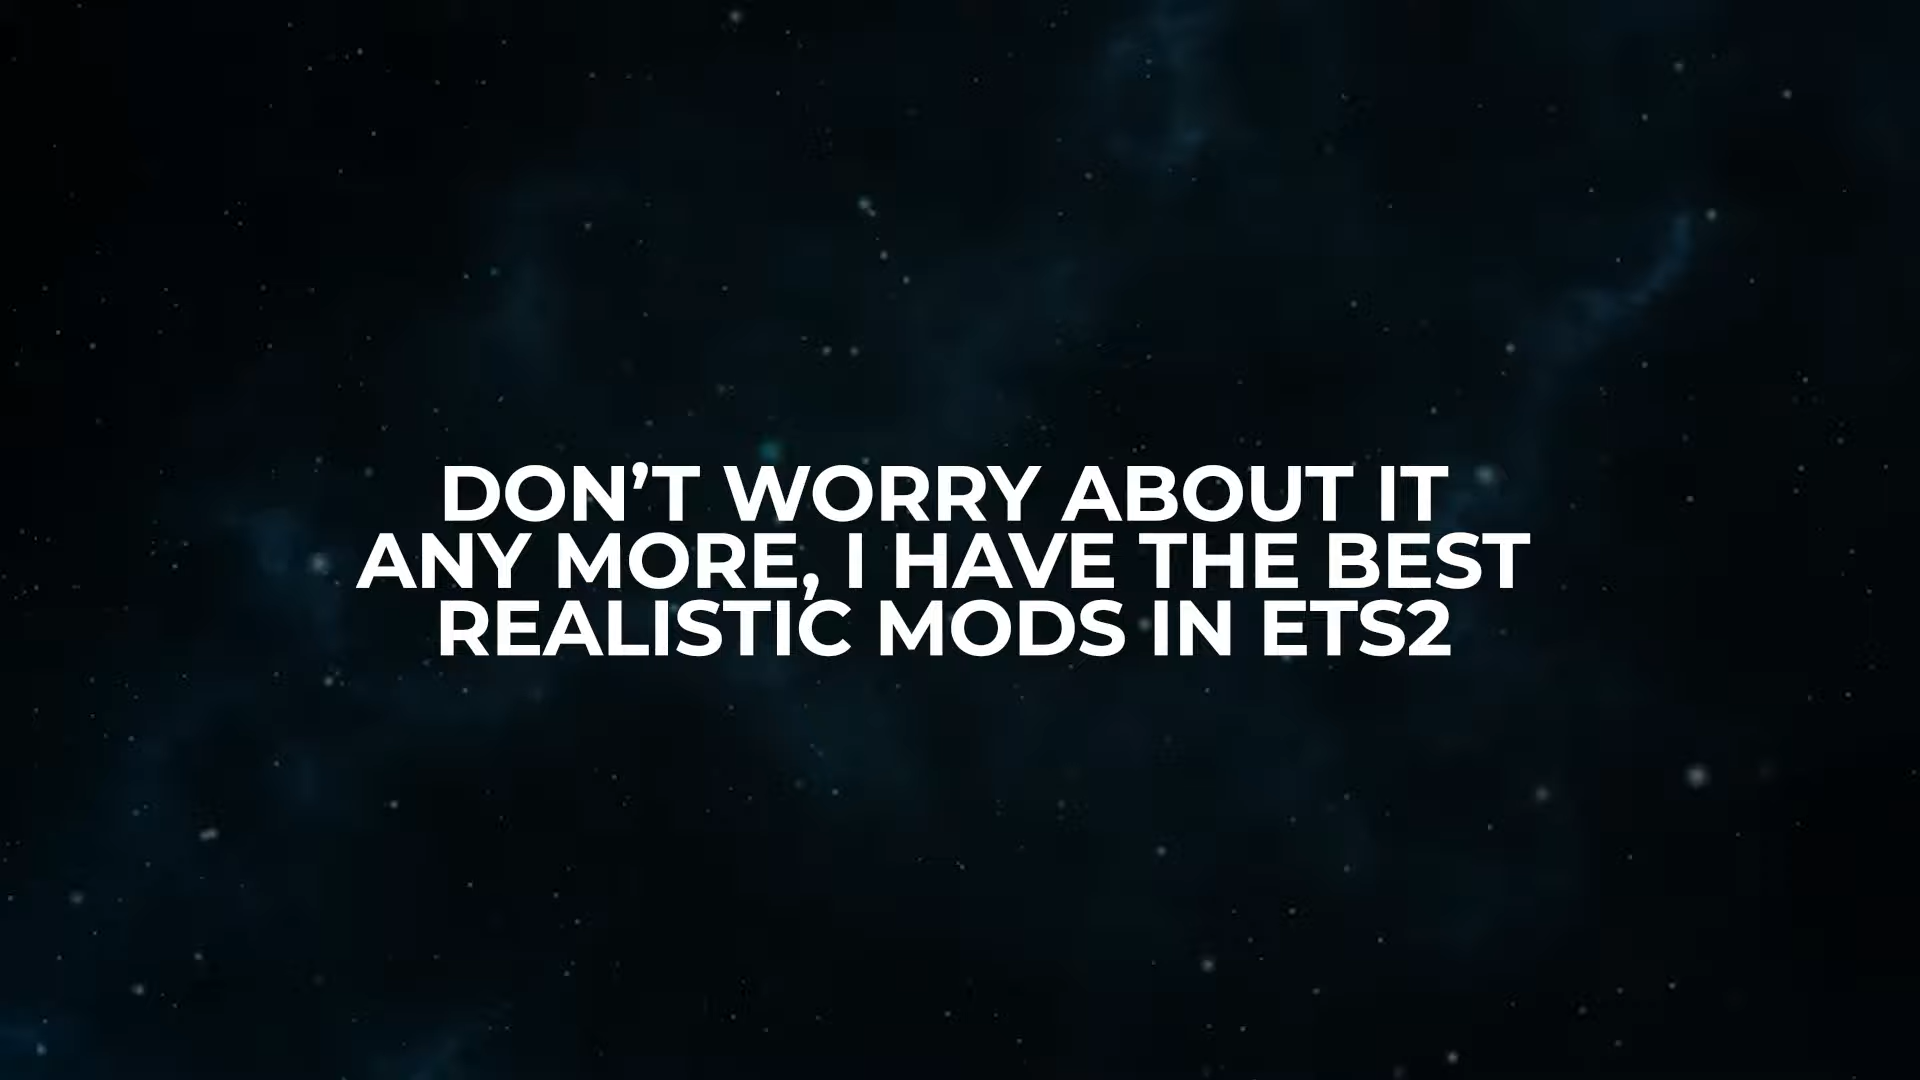 DON’T WORRY ABOUT IT
ANY MORE, I HAVE THE BEST
REALISTIC MODS IN ETS2